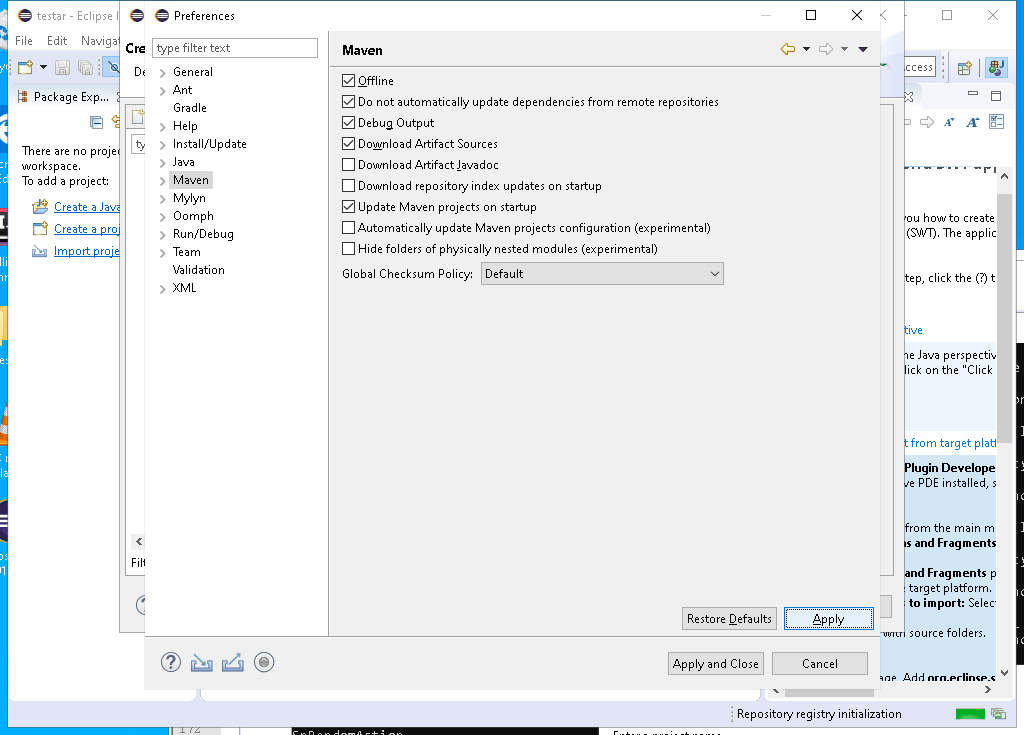 testar - Eclipse I
Preferences
File Edit Navigat
Cre
type filter text
Maven
ccess
De
General
Offline
Package Exp...
Ant
Do not automatically update dependencies from remote repositories
Gradle
Help
Debug Output
ty
Install/Update
Download Artifact Sources
There are no projec
workspace.
Java
Download Artifact Javadoc
To add a project:
Maven
Download repository index updates on startup
Mylyn
Create a Java
Update Maven projects on startup
Oomph
you how to create
Create a proj
Run/Debug
Automatically update Maven projects configuration (experimental)
(SWT). The applic
Import proje
Team
Hide folders of physically nested modules (experimental)
Validation
Global Checksum Policy: Default
tep, click the (?) t
XML
tive
he Java perspectiv
lick on the "Click
t from target platf
Plugin Develope
ve PDE installed, s
from the main m
ns and Fragments
Filt
and Fragments p
target platform.
s to import: Selec
Restore Defaults
Apply
with source folders.
Apply and Close
Cancel
age. Add org.eclipse.s
Repository registry initialization
172
SpRandomAction
Enter a project name